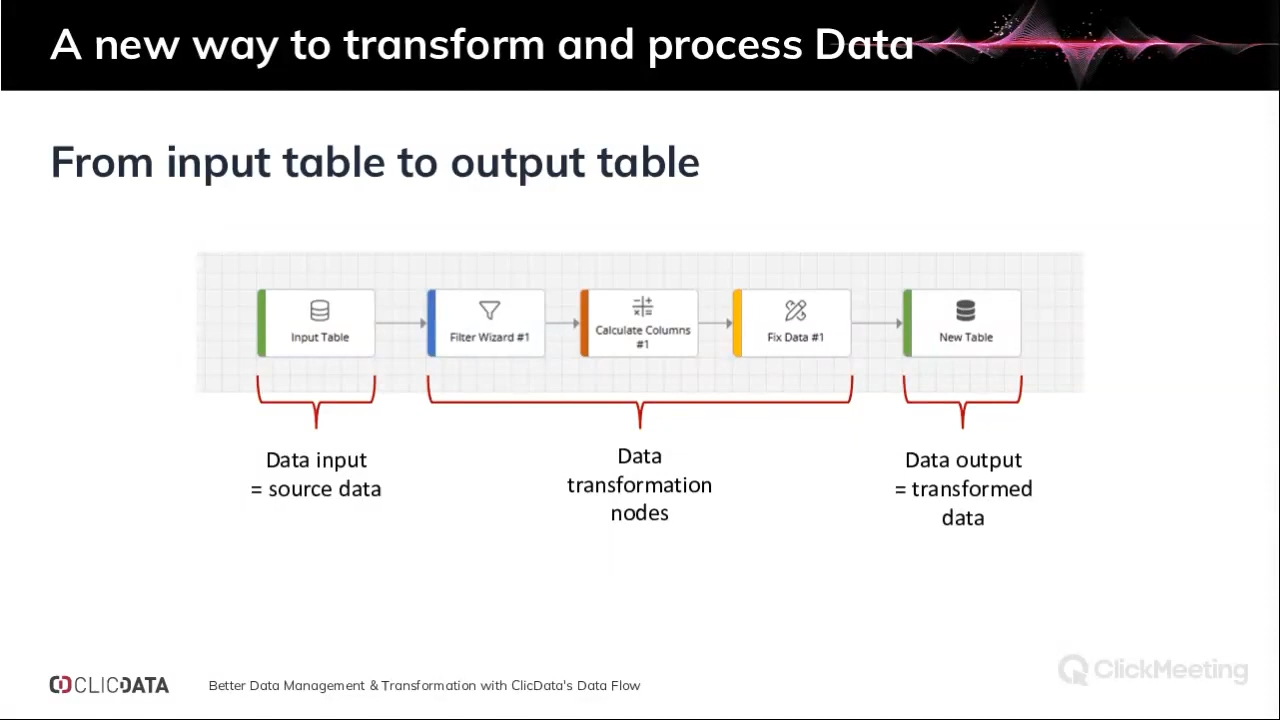 A new way to transform and process Data
From input table to output table
Input Table
Filter Wizard #1
Calculate Columns
#1
Fix Data #1
New Table
Data input
= source data
Data
transformation
nodes
Data output
= transformed
data
CLICDATA
Better Data Management & Transformation with ClicData's Data Flow
ClickMeeting